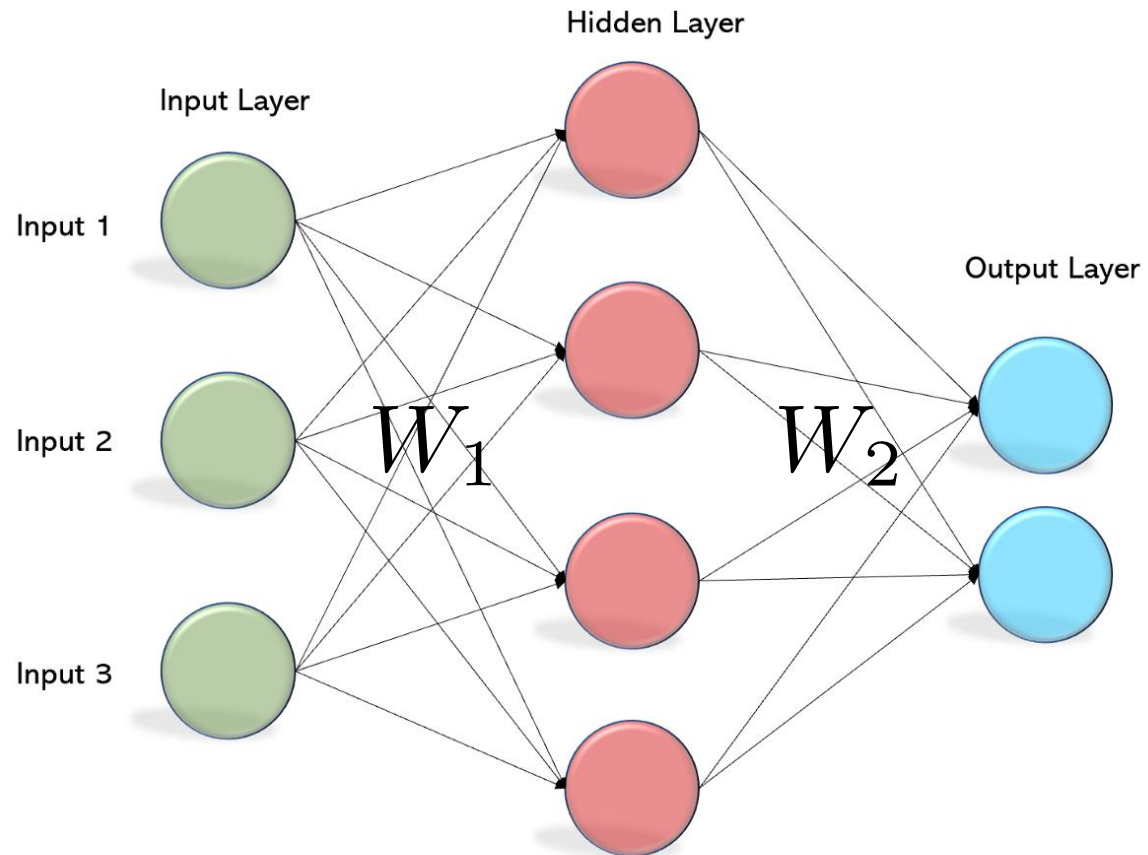 Hidden Layer
Input Layer
Input 1
Output Layer
Input 2
W₁
W₂
Input 3